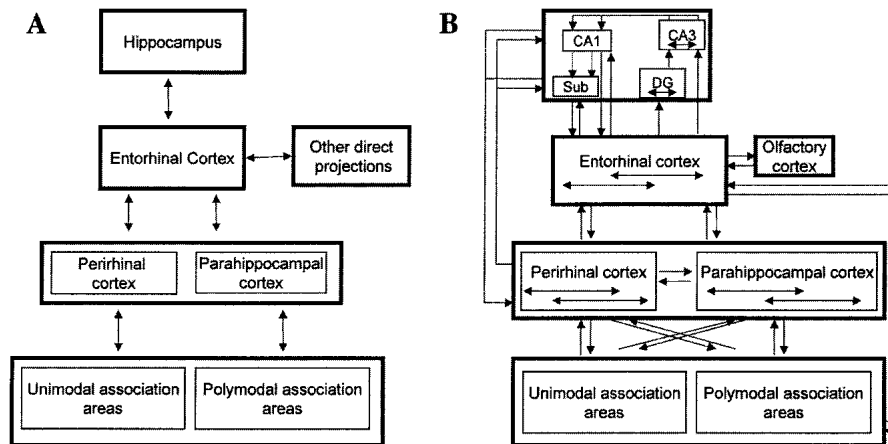 A
Hippocampus
Entorhinal Cortex
Other direct
projections
Perirhinal
cortex
Parahippocampal
cortex
Unimodal association
areas
Polymodal association
areas
B
CA1
CA3
Sub
DG
Entorhinal cortex
Olfactory
cortex
Perirhinal cortex
Parahippocampal cortex
Unimodal association
areas
Polymodal association
areas